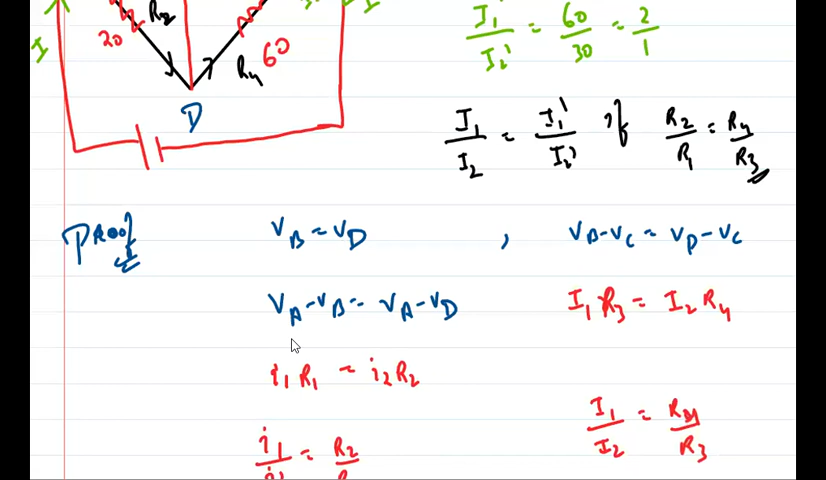 R2
20
I
R4 60
D
I1/I2' = 60/30 = 2/1
I1/I2 = I1'/I2' if R2/R1 = R4/R3
PROOF
VB = VD , VB-VC = VD-VC
VA-VB = VA-VD I1 R3 = I2 R4
i1 R1 = i2 R2
I1/I2 = R4/R3
i1/i = R2/R